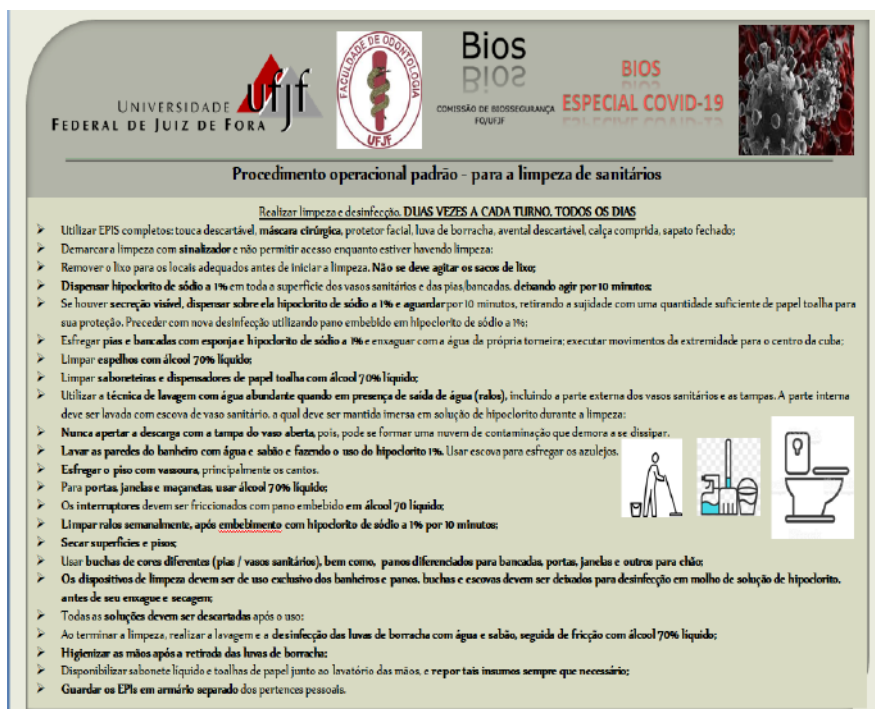 UNIVERSIDADE
FEDERAL DE JUIZ DE FORA
ufjf
FACULDADE DE ODONTOLOGIA
UFJF
Bios
COMISSÃO DE BIOSSEGURANÇA
FO/UFJF
BIOS
ESPECIAL COVID-19
Procedimento operacional padrão - para a limpeza de sanitários
Realizar limpeza e desinfecção. DUAS VEZES A CADA TURNO. TODOS OS DIAS
Utilizar EPIS completos: touca descartável, máscara cirúrgica, protetor facial, luva de borracha, avental descartável, calça comprida, sapato fechado;
Demarcar a limpeza com sinalizador e não permitir acesso enquanto estiver havendo limpeza;
Remover o lixo para os locais adequados antes de iniciar a limpeza. Não se deve agitar os sacos de lixo;
Dispensar hipoclorito de sódio a 1% em toda a superfície dos vasos sanitários e das pias/bancadas, deixando agir por 10 minutos;
Se houver secreção visível, dispensar sobre ela hipoclorito de sódio a 1% e aguardar por 10 minutos, retirando a sujidade com uma quantidade suficiente de papel toalha para
sua proteção. Preceder com nova desinfecção utilizando pano embebido em hipoclorito de sódio a 1%;
Esfregar pias e bancadas com esponja e hipoclorito de sódio a 1% e enxaguar com a água da própria torneira; executar movimentos da extremidade para o centro da cuba;
Limpar espelhos com álcool 70% líquido;
Limpar saboneteiras e dispensadores de papel toalha com álcool 70% líquido;
Utilizar a técnica de lavagem com água abundante quando em presença de saída de água (ralos), incluindo a parte externa dos vasos sanitários e as tampas. A parte interna
deve ser lavada com escova de vaso sanitário, a qual deve ser mantida imersa em solução de hipoclorito durante a limpeza;
Nunca apertar a descarga com a tampa do vaso aberta, pois, pode se formar uma nuvem de contaminação que demora a se dissipar.
Lavar as paredes do banheiro com água e sabão e fazendo o uso do hipoclorito 1%. Usar escova para esfregar os azulejos.
Esfregar o piso com vassoura, principalmente os cantos.
Para portas, janelas e maçanetas, usar álcool 70% líquido;
Os interruptores devem ser friccionados com pano embebido em álcool 70 líquido;
Limpar ralos semanalmente, após embebimento com hipoclorito de sódio a 1% por 10 minutos;
Secar superfícies e pisos;
Usar buchas de cores diferentes (pias / vasos sanitários), bem como, panos diferenciados para bancadas, portas, janelas e outros para chão;
Os dispositivos de limpeza devem ser de uso exclusivo dos banheiros e panos, buchas e escovas devem ser deixados para desinfecção em molho de solução de hipoclorito,
antes de seu enxague e secagem;
Todas as soluções devem ser descartadas após o uso;
Ao terminar a limpeza, realizar a lavagem e a desinfecção das luvas de borracha com água e sabão, seguida de fricção com álcool 70% líquido;
Higienizar as mãos após a retirada das luvas de borracha;
Disponibilizar sabonete líquido e toalhas de papel junto ao lavatório das mãos, e repor tais insumos sempre que necessário;
Guardar os EPIs em armário separado dos pertences pessoais.